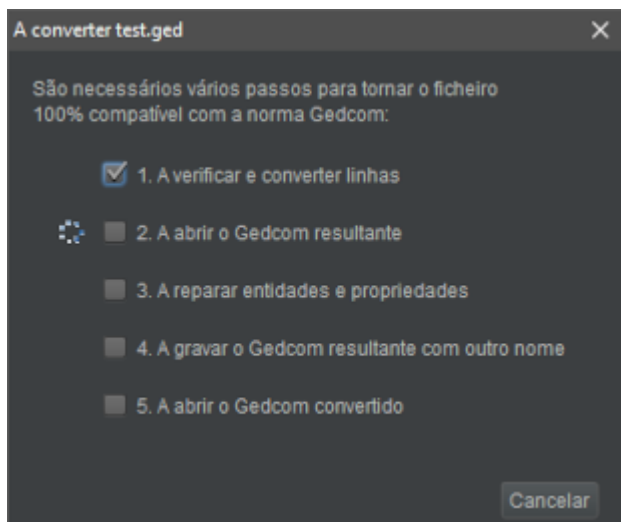 A converter test.ged
São necessários vários passos para tornar o ficheiro
100% compatível com a norma Gedcom:
1. A verificar e converter linhas
2. A abrir o Gedcom resultante
3. A reparar entidades e propriedades
4. A gravar o Gedcom resultante com outro nome
5. A abrir o Gedcom convertido
Cancelar